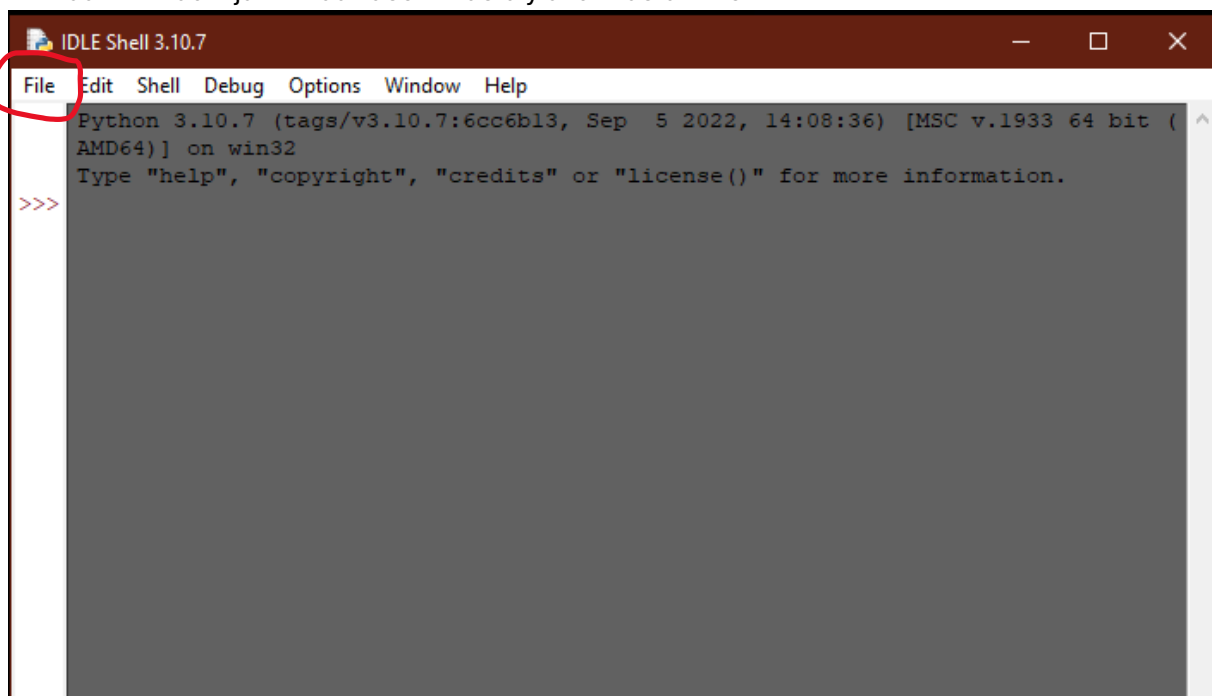 IDLE Shell 3.10.7
File Edit Shell Debug Options Window Help
Python 3.10.7 (tags/v3.10.7:6cc6b13, Sep  5 2022, 14:08:36) [MSC v.1933 64 bit (
AMD64)] on win32
Type "help", "copyright", "credits" or "license()" for more information.
>>>